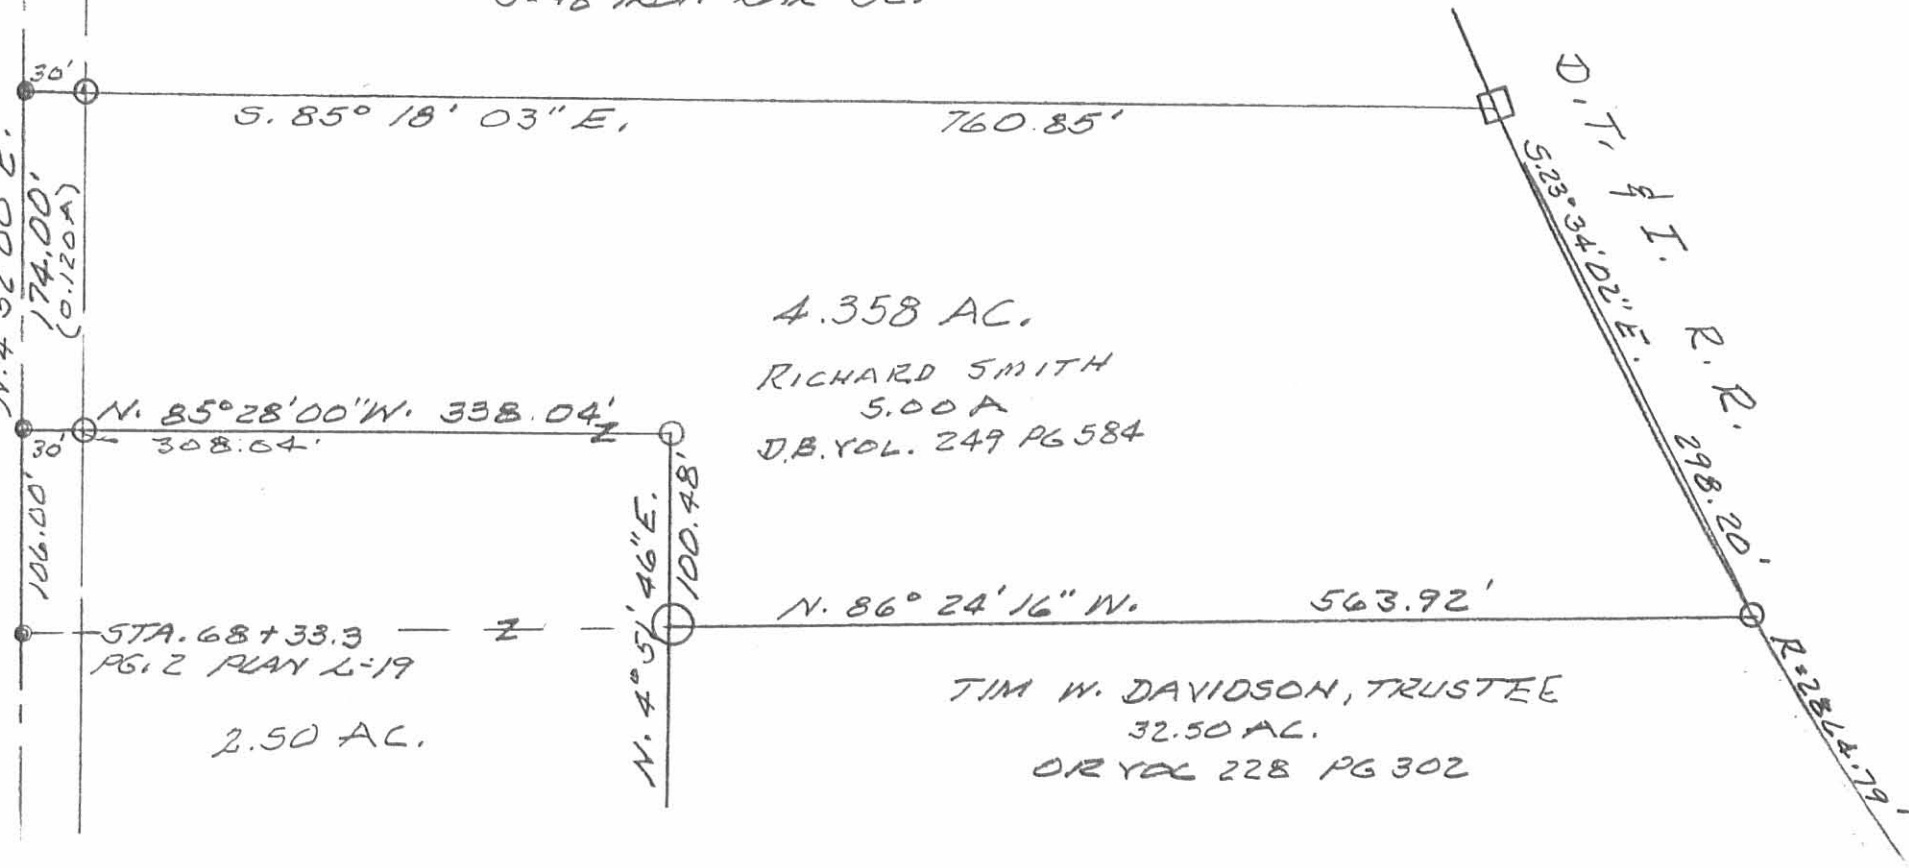 30'
S. 85° 18' 03" E. 760.85'
D. T. & I. R. R.
S. 23° 34' 02" E. 298.20'
174.00'
(0.120 A)
4.358 AC.
RICHARD SMITH
5.00 A
D.B. VOL. 249 PG 584
N. 85° 28' 00" W. 338.04'
30' 308.04'
106.00'
N. 4° 51' 46" E. 100.48'
N. 86° 24' 16" W. 563.92'
STA. 68+33.3
PG. 2 PLAN L-19
2.50 AC.
TIM W. DAVIDSON, TRUSTEE
32.50 AC.
OR VOL 228 PG 302
R=2864.79'